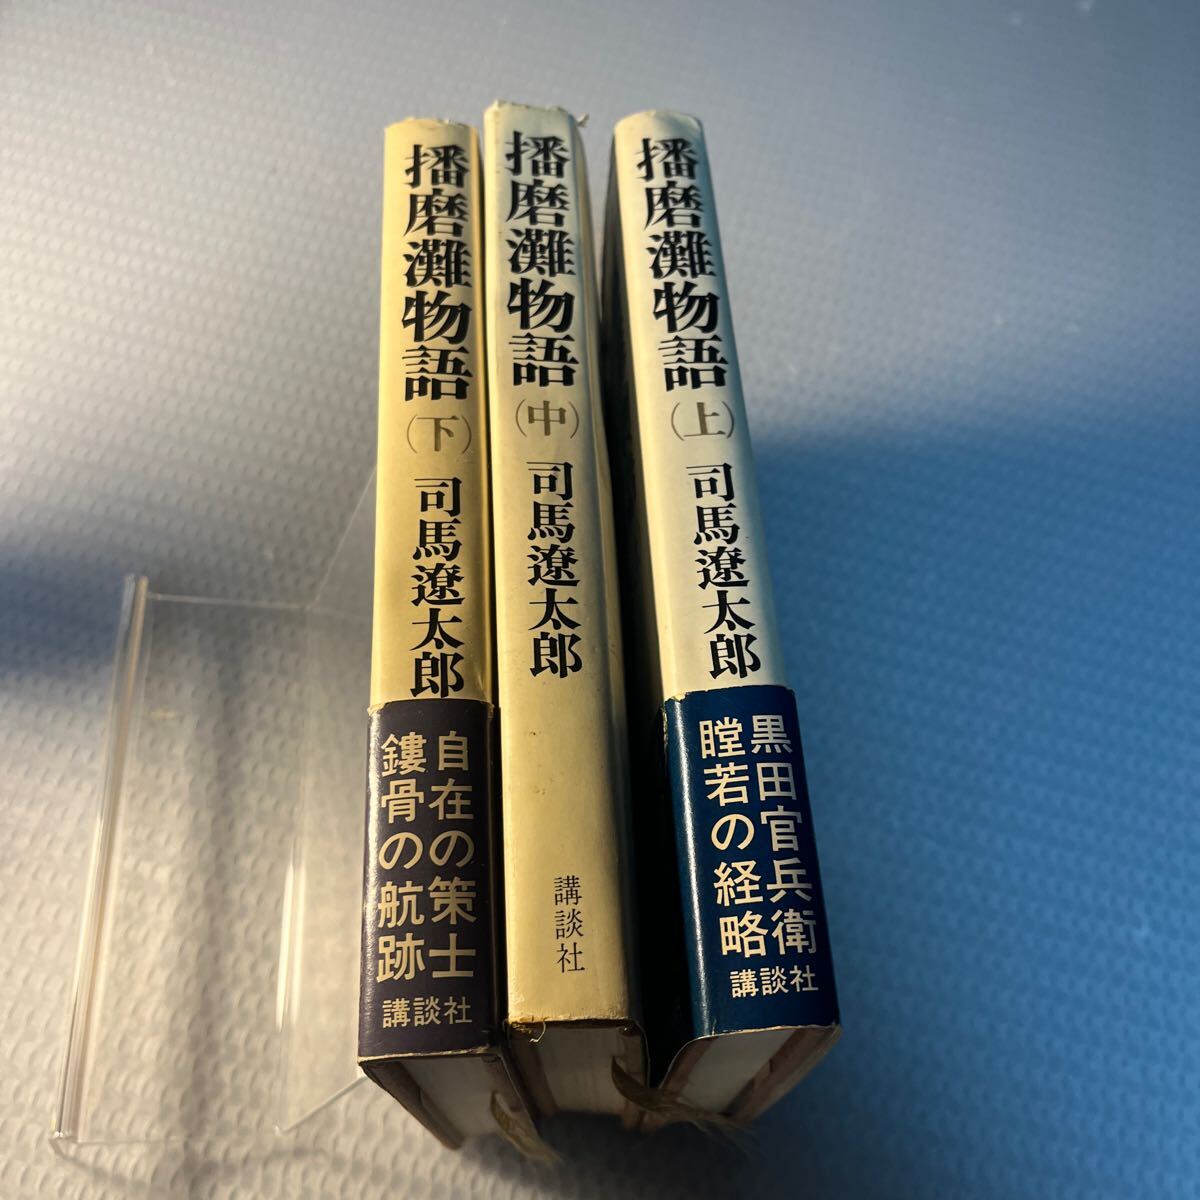 播磨灘物語
(上)
司馬遼太郎
黒田官兵衛
瞠若の経略
講談社
播磨灘物語
(中)
司馬遼太郎
講談社
播磨灘物語
(下)
司馬遼太郎
自在の策士
鏤骨の航跡
講談社